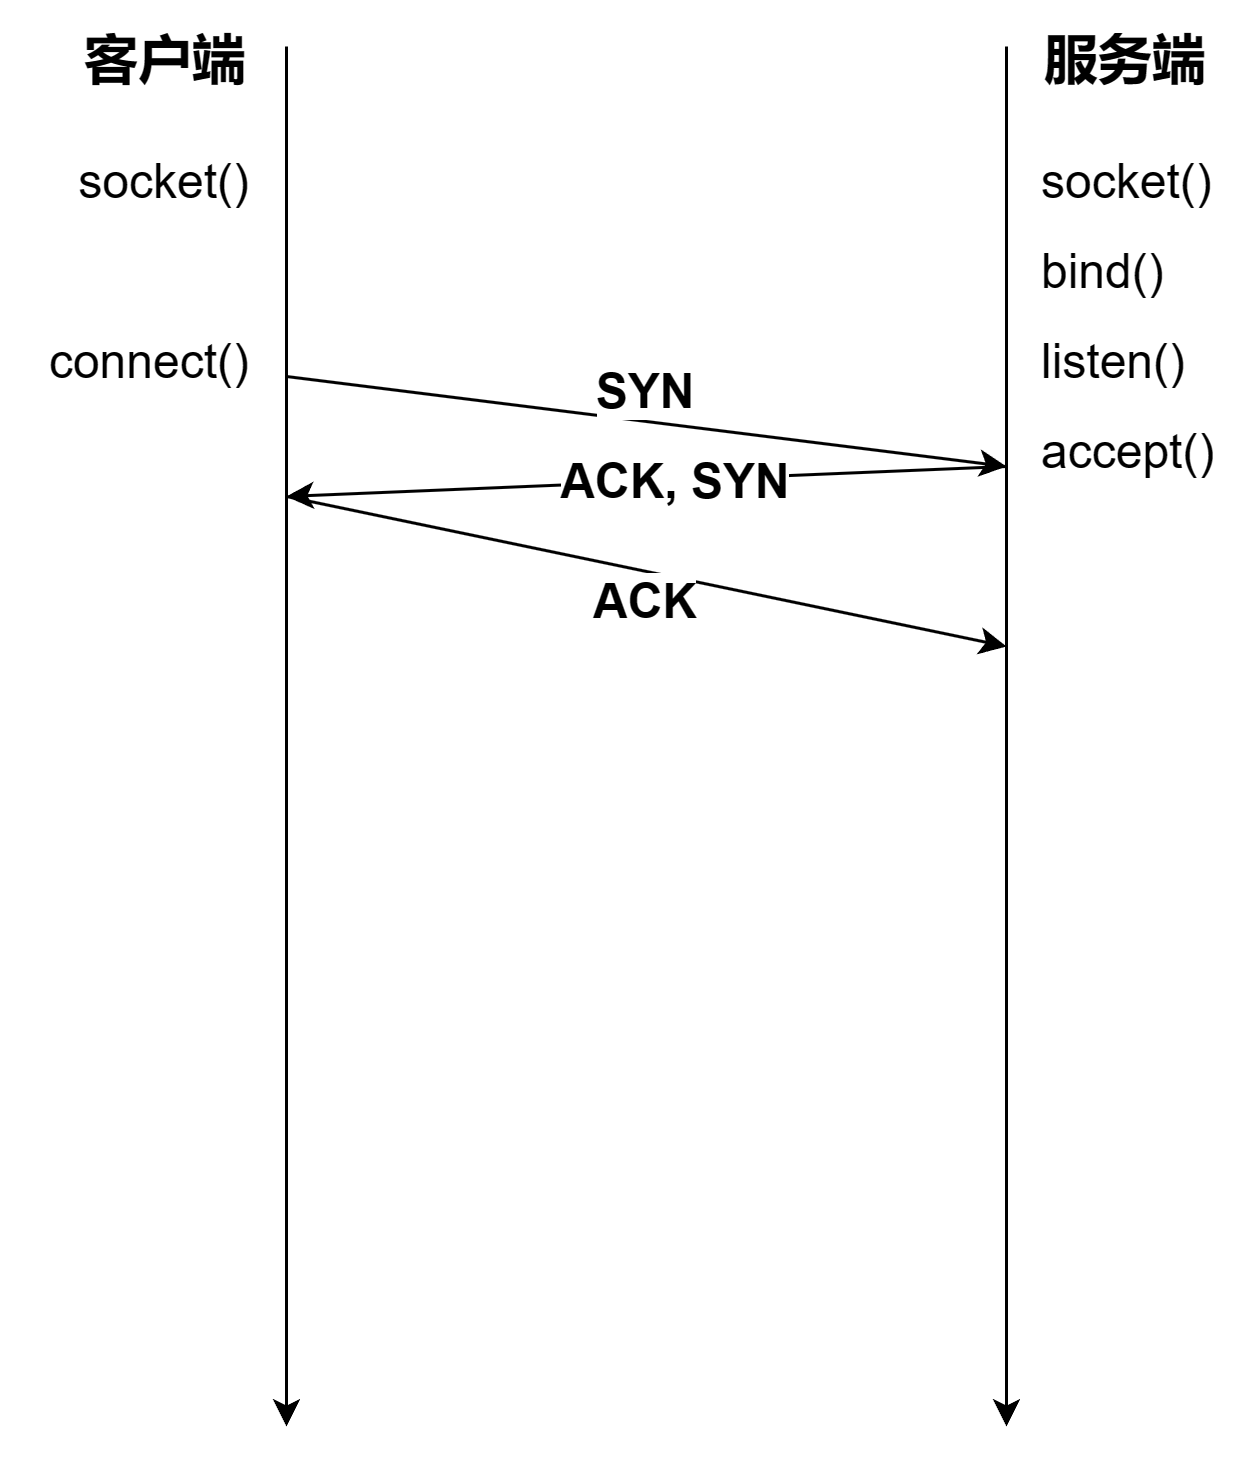 客户端
服务端
socket()
socket()
bind()
connect()
listen()
SYN
accept()
ACK, SYN
ACK